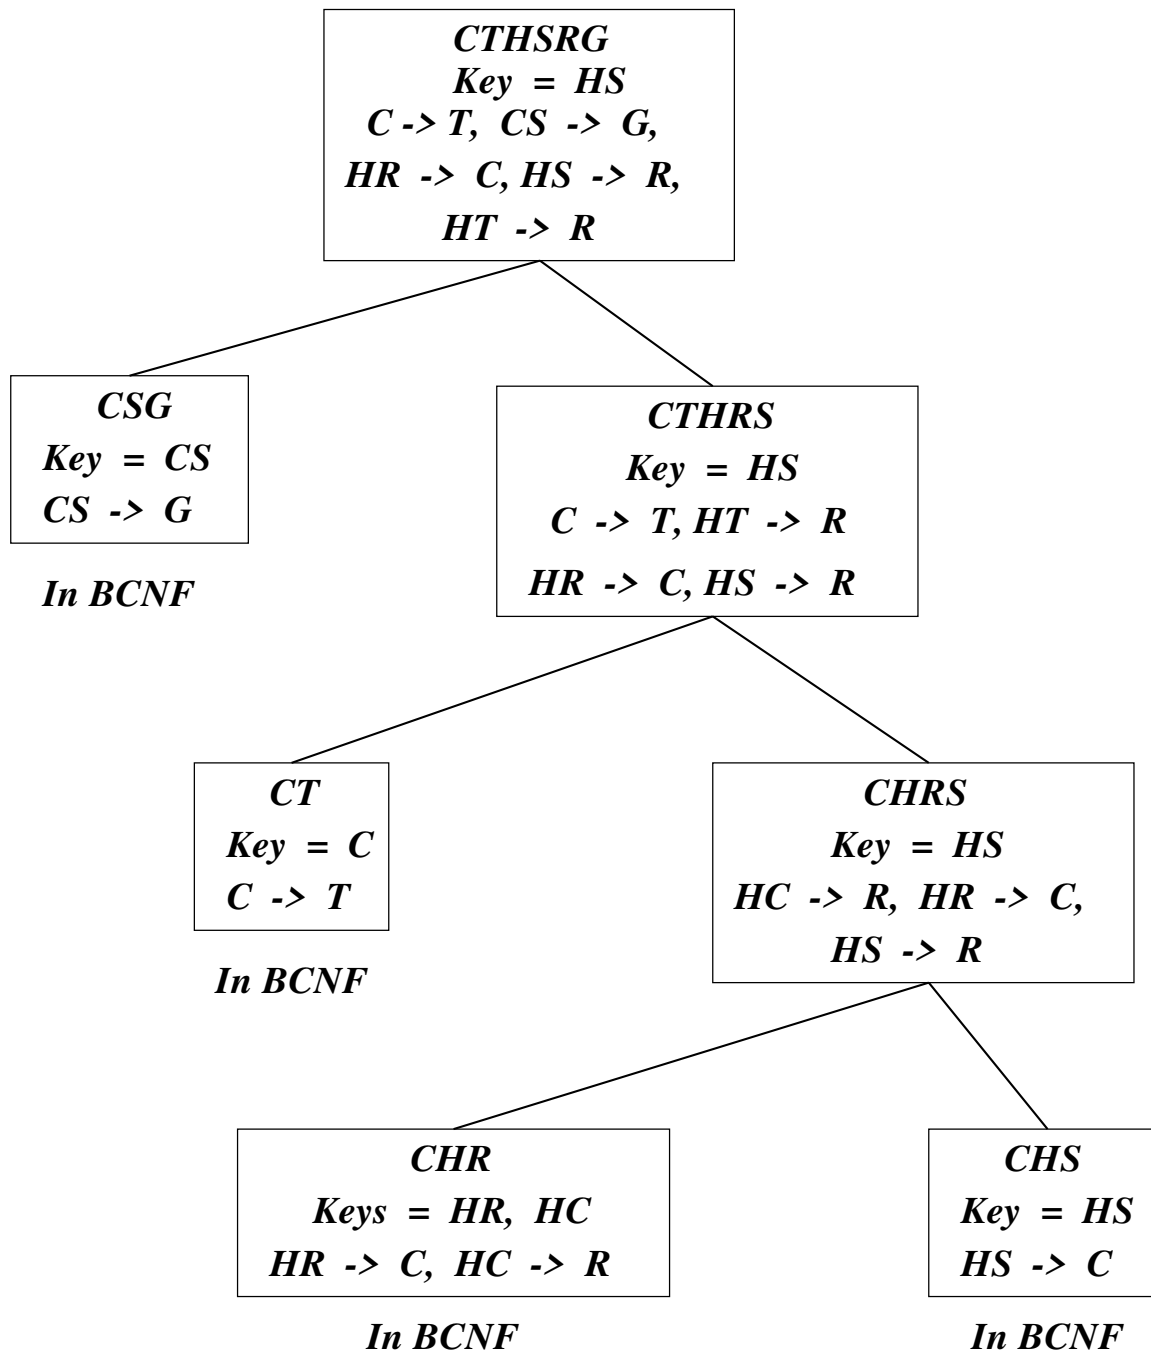 CTHSRG
Key = HS
C -> T, CS -> G,
HR -> C, HS -> R,
HT -> R
CSG
Key = CS
CS -> G
In BCNF
CTHRS
Key = HS
C -> T, HT -> R
HR -> C, HS -> R
CT
Key = C
C -> T
In BCNF
CHRS
Key = HS
HC -> R, HR -> C,
HS -> R
CHR
Keys = HR, HC
HR -> C, HC -> R
In BCNF
CHS
Key = HS
HS -> C
In BCNF